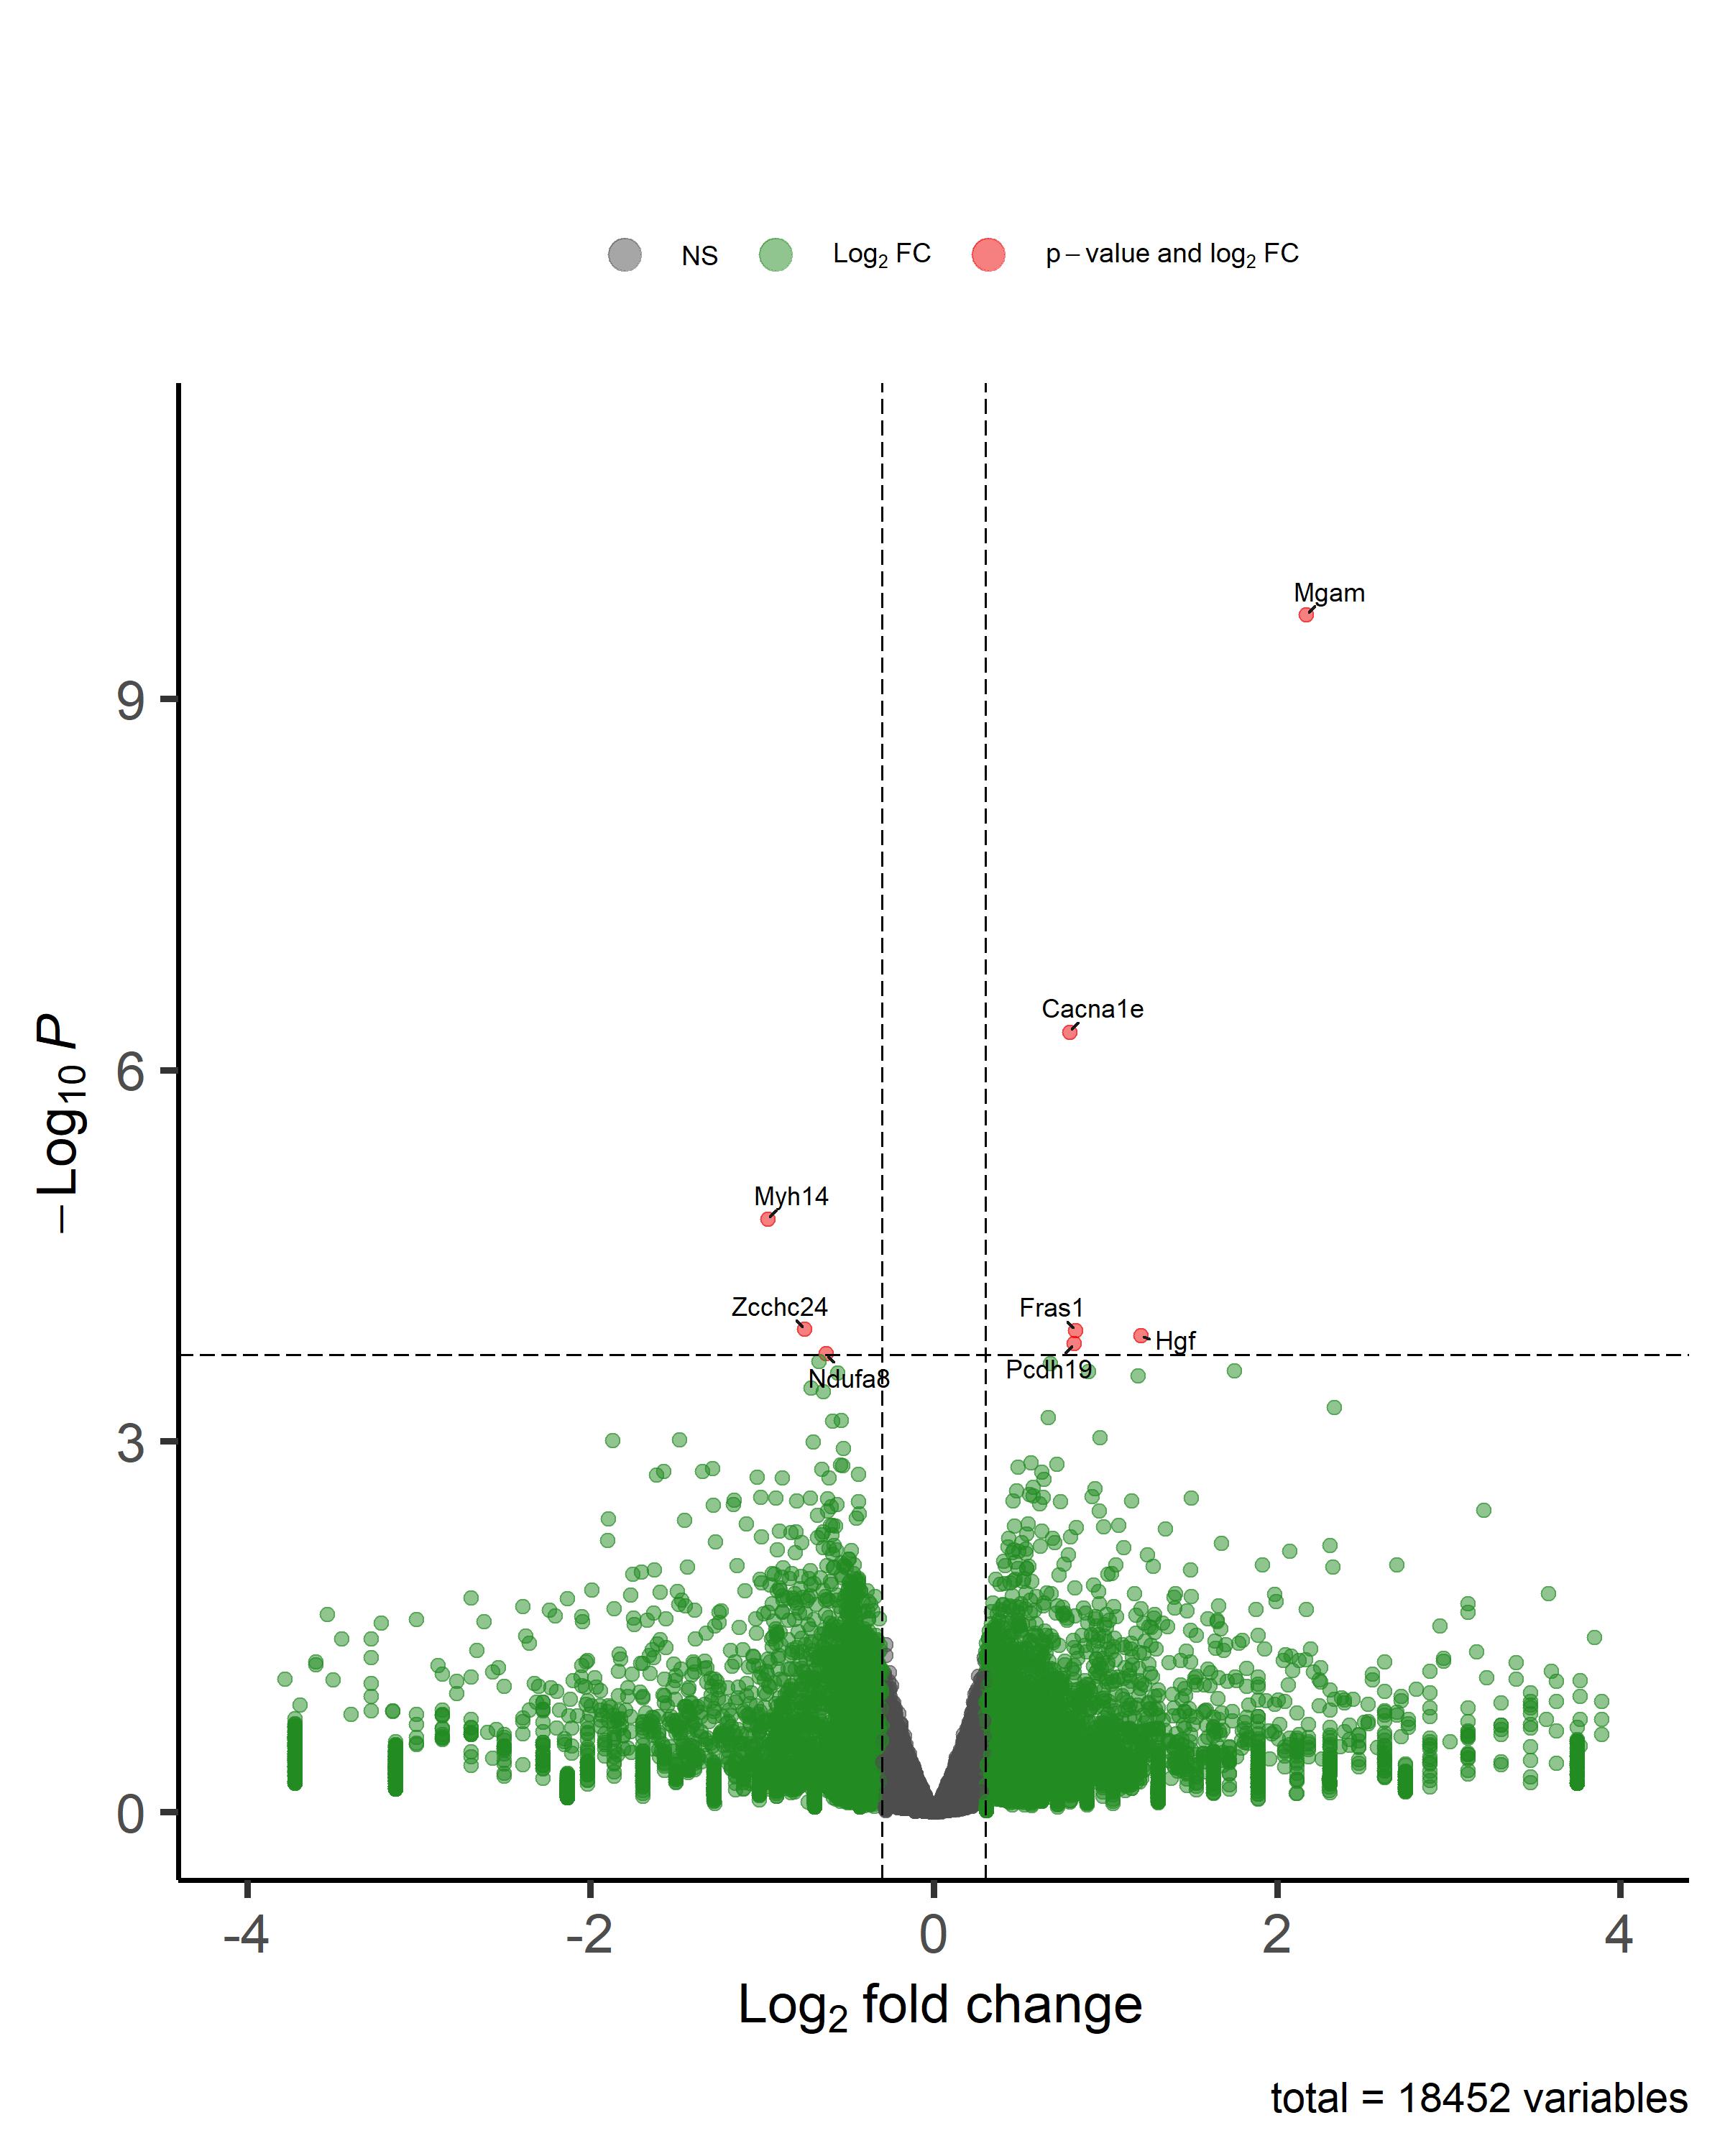 NS Log2 FC p – value and log2 FC
Mgam
9
Cacna1e
6
−Log10 P
Myh14
Zcchc24
Fras1
Hgf
Pcdh19
Ndufa8
3
0
-4 -2 0 2 4
Log2 fold change
total = 18452 variables